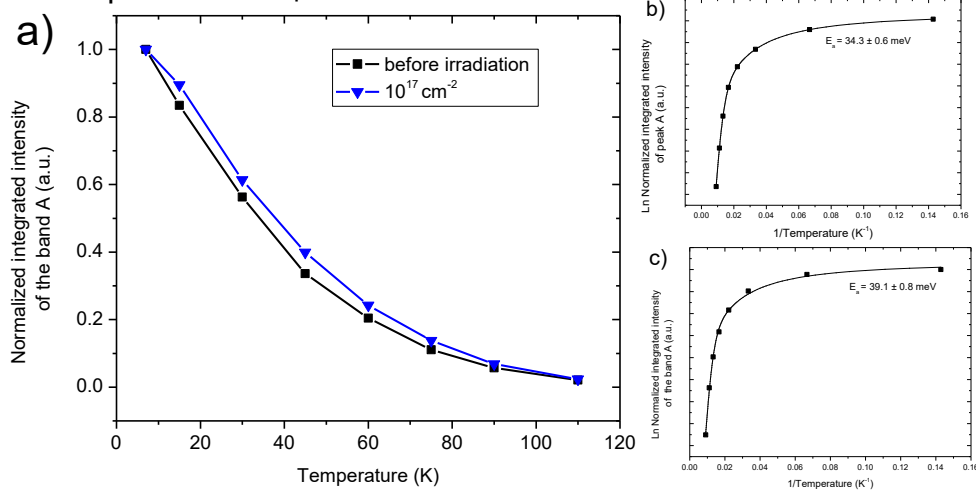 a)
Normalized integrated intensity
of the band A (a.u.)
1.0
0.8
0.6
0.4
0.2
0.0
before irradiation
10¹⁷ cm⁻²
0 20 40 60 80 100 120
Temperature (K)
b)
Ln Normalized integrated intensity
of peak A (a.u.)
Eₐ = 34.3 ± 0.6 meV
0.00 0.02 0.04 0.06 0.08 0.10 0.12 0.14 0.16
1/Temperature (K⁻¹)
c)
Ln Normalized integrated intensity
of the band A (a.u.)
Eₐ = 39.1 ± 0.8 meV
0.00 0.02 0.04 0.06 0.08 0.10 0.12 0.14 0.16
1/Temperature (K⁻¹)